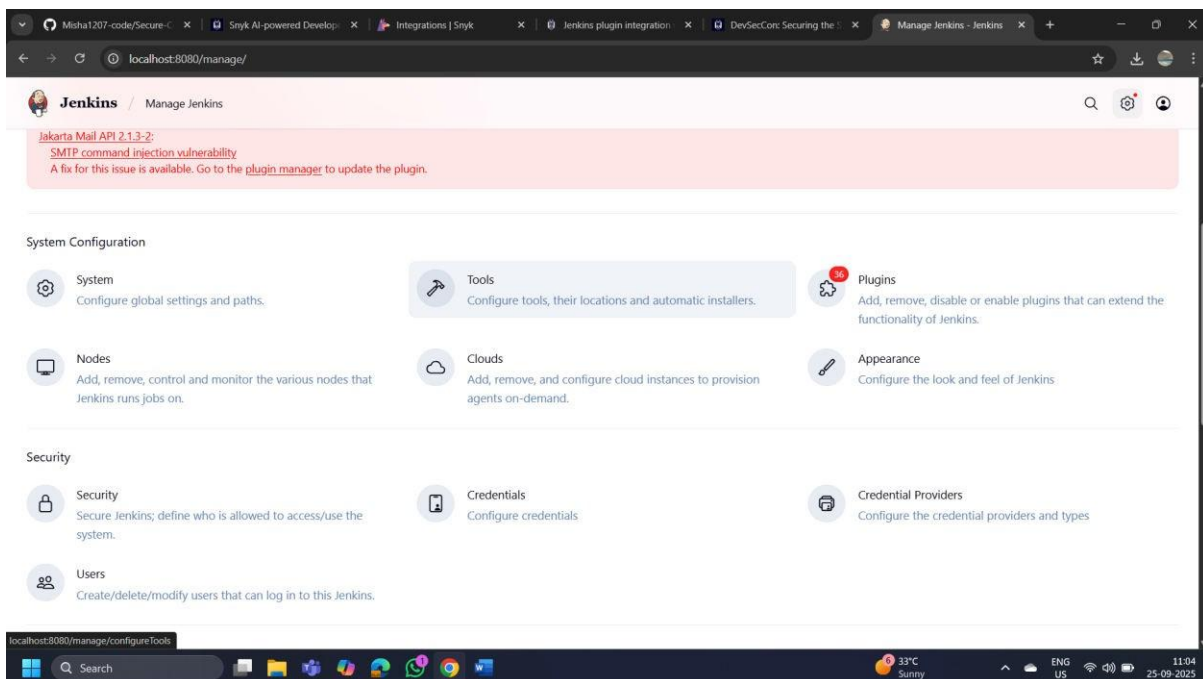 Misha1207-code/Secure-C
Snyk AI-powered Develop
Integrations | Snyk
Jenkins plugin integration
DevSecCon: Securing the S
Manage Jenkins - Jenkins
localhost:8080/manage/
Jenkins / Manage Jenkins
Jakarta Mail API 2.1.3-2:
SMTP command injection vulnerability
A fix for this issue is available. Go to the plugin manager to update the plugin.
System Configuration
System
Configure global settings and paths.
Tools
Configure tools, their locations and automatic installers.
36
Plugins
Add, remove, disable or enable plugins that can extend the
functionality of Jenkins.
Nodes
Add, remove, control and monitor the various nodes that
Jenkins runs jobs on.
Clouds
Add, remove, and configure cloud instances to provision
agents on-demand.
Appearance
Configure the look and feel of Jenkins
Security
Security
Secure Jenkins; define who is allowed to access/use the
system.
Credentials
Configure credentials
Credential Providers
Configure the credential providers and types
Users
Create/delete/modify users that can log in to this Jenkins.
localhost:8080/manage/configureTools
Search
6
33°C
Sunny
ENG
US
11:04
25-09-2025